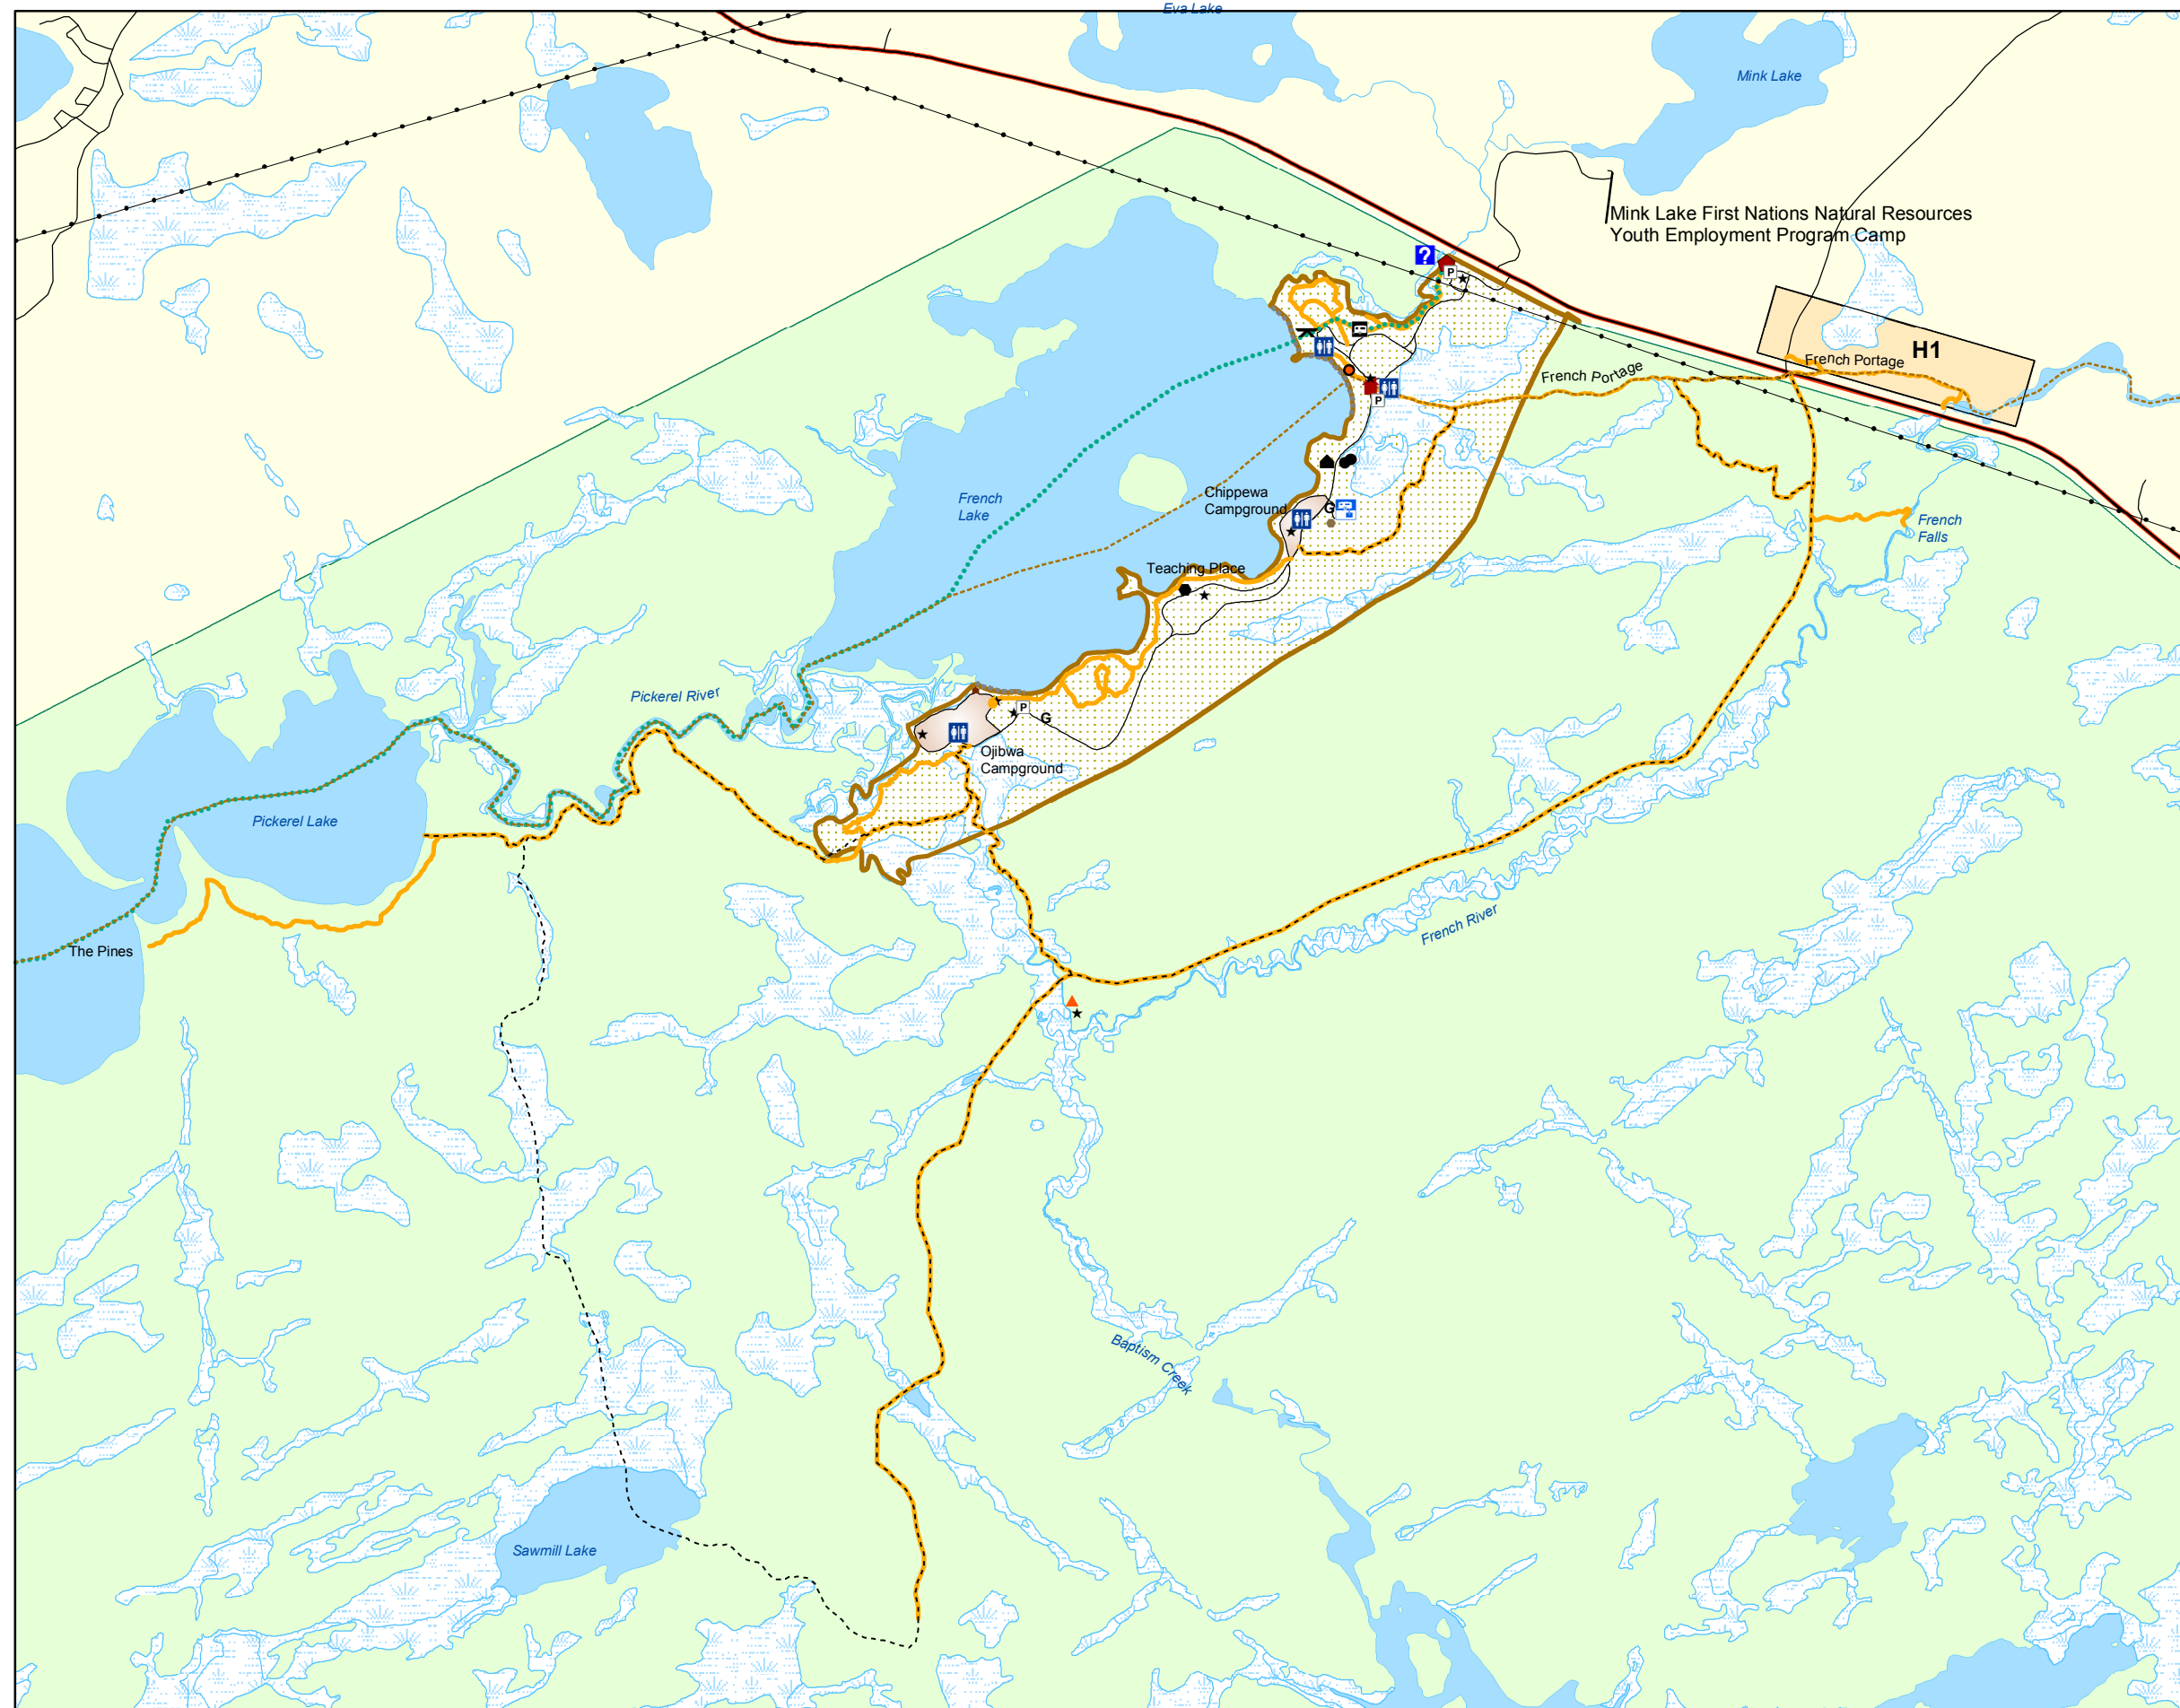 Eva Lake
Mink Lake
Mink Lake First Nations Natural Resources
Youth Employment Program Camp
?
P
H1
French Portage
French Portage
P
French
Lake
Chippewa
Campground
G
French
Falls
Teaching Place
Pickerel River
P
G
Ojibwa
Campground
Pickerel Lake
French River
The Pines
Baptism Creek
Sawmill Lake